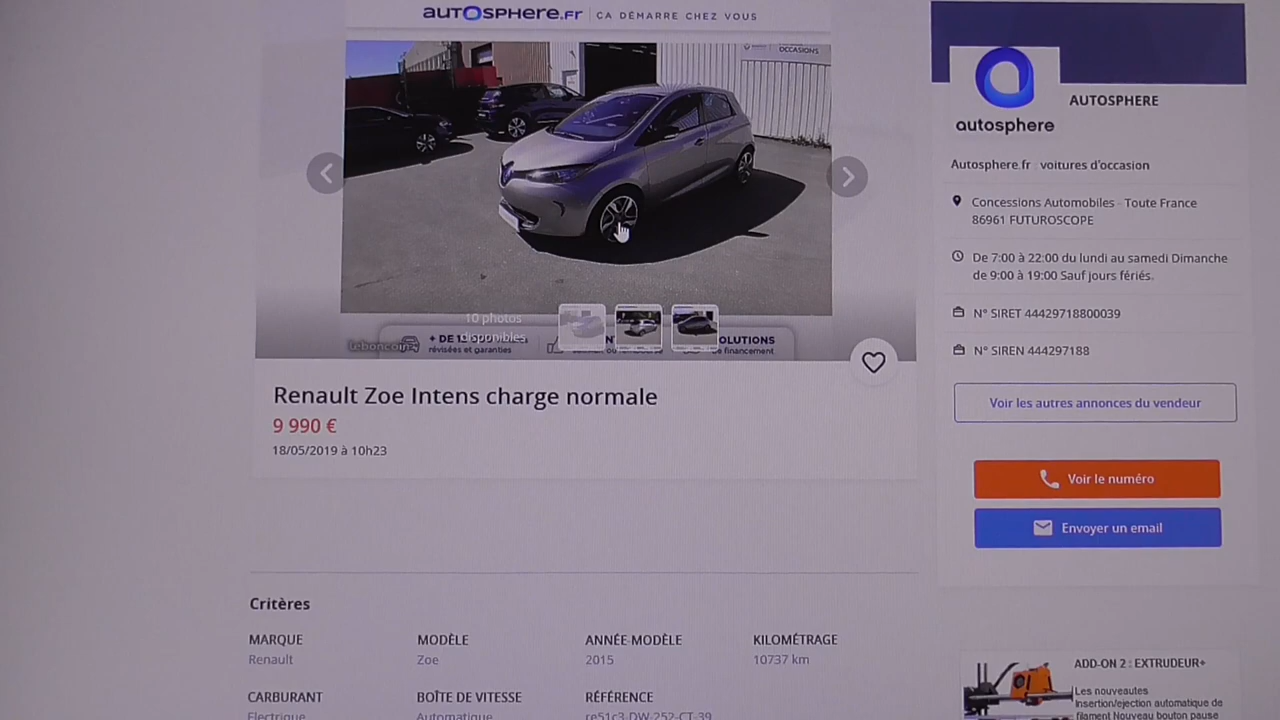 AUTOSPHERE.FR | ÇA DÉMARRE CHEZ VOUS
OCCASIONS
10 photos
disponibles
leboncoin
+ DE 1
révisées et garanties
OLUTIONS
financement
Renault Zoe Intens charge normale
9 990 €
18/05/2019 à 10h23
Critères
MARQUE
Renault
MODÈLE
Zoe
ANNÉE-MODÈLE
2015
KILOMÉTRAGE
10737 km
CARBURANT
Électrique
BOÎTE DE VITESSE
Automatique
RÉFÉRENCE
re51c3-DW-252-CT-39
autosphere
AUTOSPHERE
Autosphere.fr : voitures d'occasion
Concessions Automobiles - Toute France
86961 FUTUROSCOPE
De 7:00 à 22:00 du lundi au samedi Dimanche
de 9:00 à 19:00 Sauf jours fériés.
N° SIRET 44429718800039
N° SIREN 444297188
Voir les autres annonces du vendeur
Voir le numéro
Envoyer un email
ADD-ON 2 : EXTRUDEUR+
Les nouveautes
Insertion/ejection automatique de
filament Nouveau bouton pause